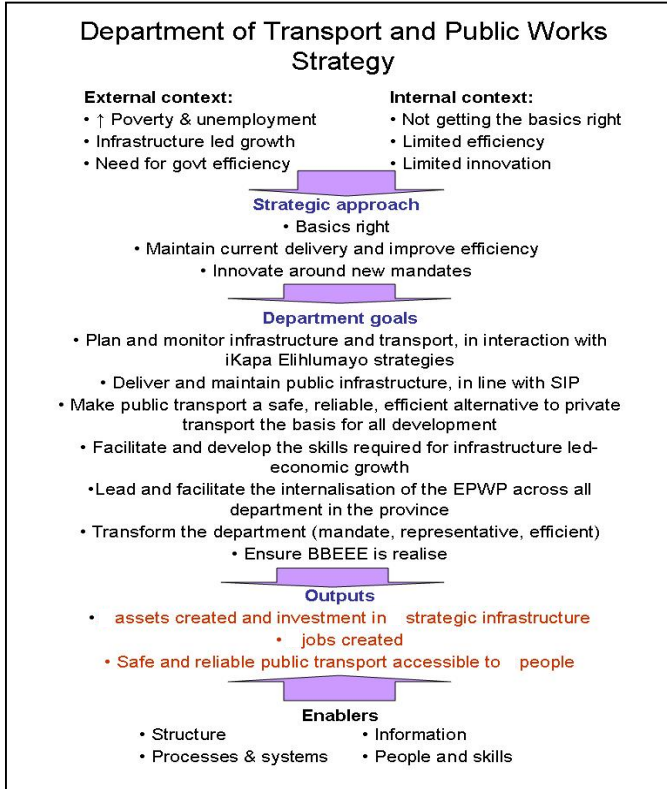 Department of Transport and Public Works
Strategy
External context:
• ↑ Poverty & unemployment
• Infrastructure led growth
• Need for govt efficiency
Internal context:
• Not getting the basics right
• Limited efficiency
• Limited innovation
Strategic approach
• Basics right
• Maintain current delivery and improve efficiency
• Innovate around new mandates
Department goals
• Plan and monitor infrastructure and transport, in interaction with
iKapa Elihlumayo strategies
• Deliver and maintain public infrastructure, in line with SIP
• Make public transport a safe, reliable, efficient alternative to private
transport the basis for all development
• Facilitate and develop the skills required for infrastructure led-
economic growth
•Lead and facilitate the internalisation of the EPWP across all
department in the province
• Transform the department (mandate, representative, efficient)
• Ensure BBEEE is realise
Outputs
• assets created and investment in strategic infrastructure
• jobs created
• Safe and reliable public transport accessible to people
Enablers
• Structure
• Processes & systems
• Information
• People and skills